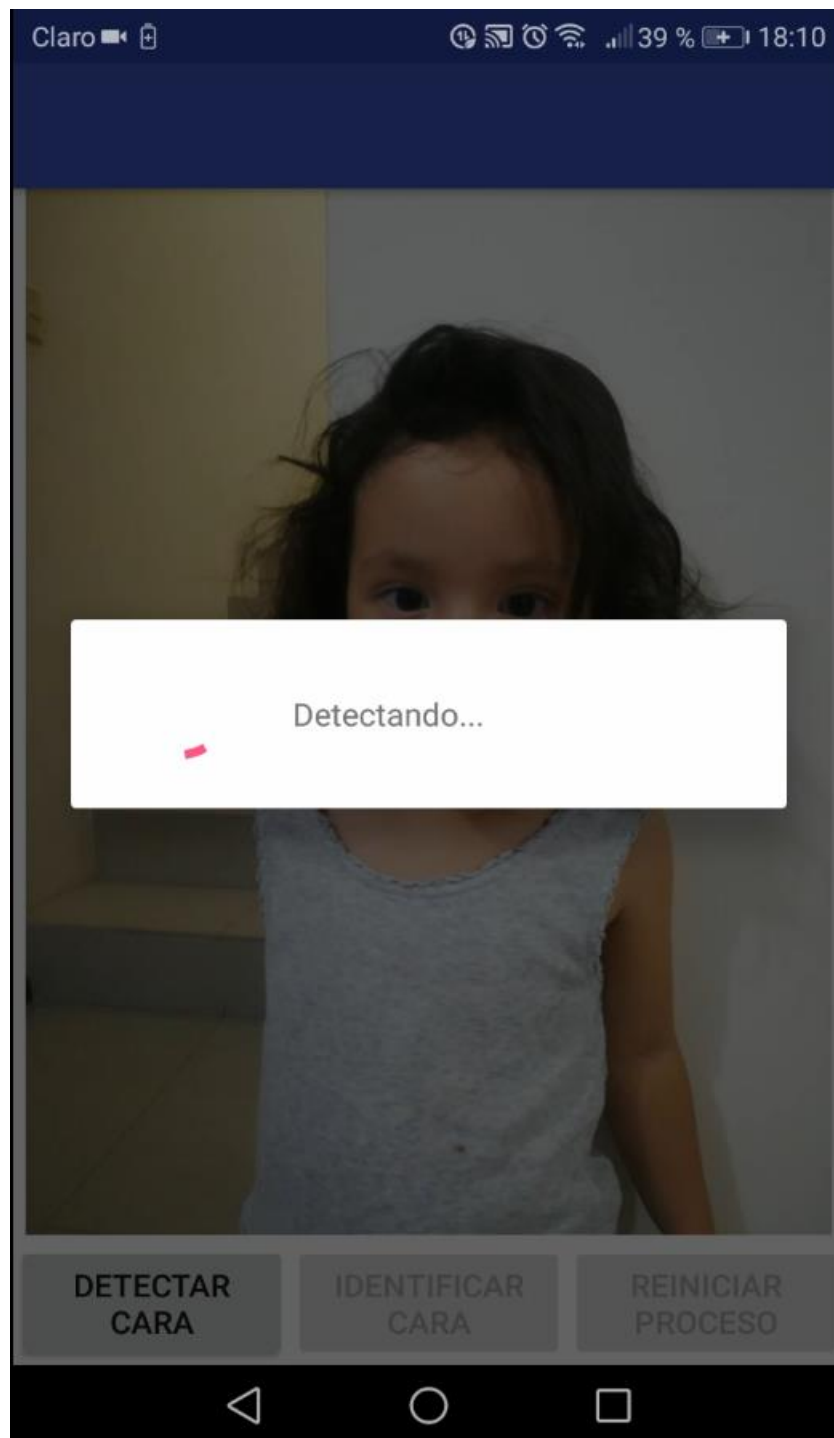 Claro
39 % 18:10
Detectando...
DETECTAR
CARA
IDENTIFICAR
CARA
REINICIAR
PROCESO